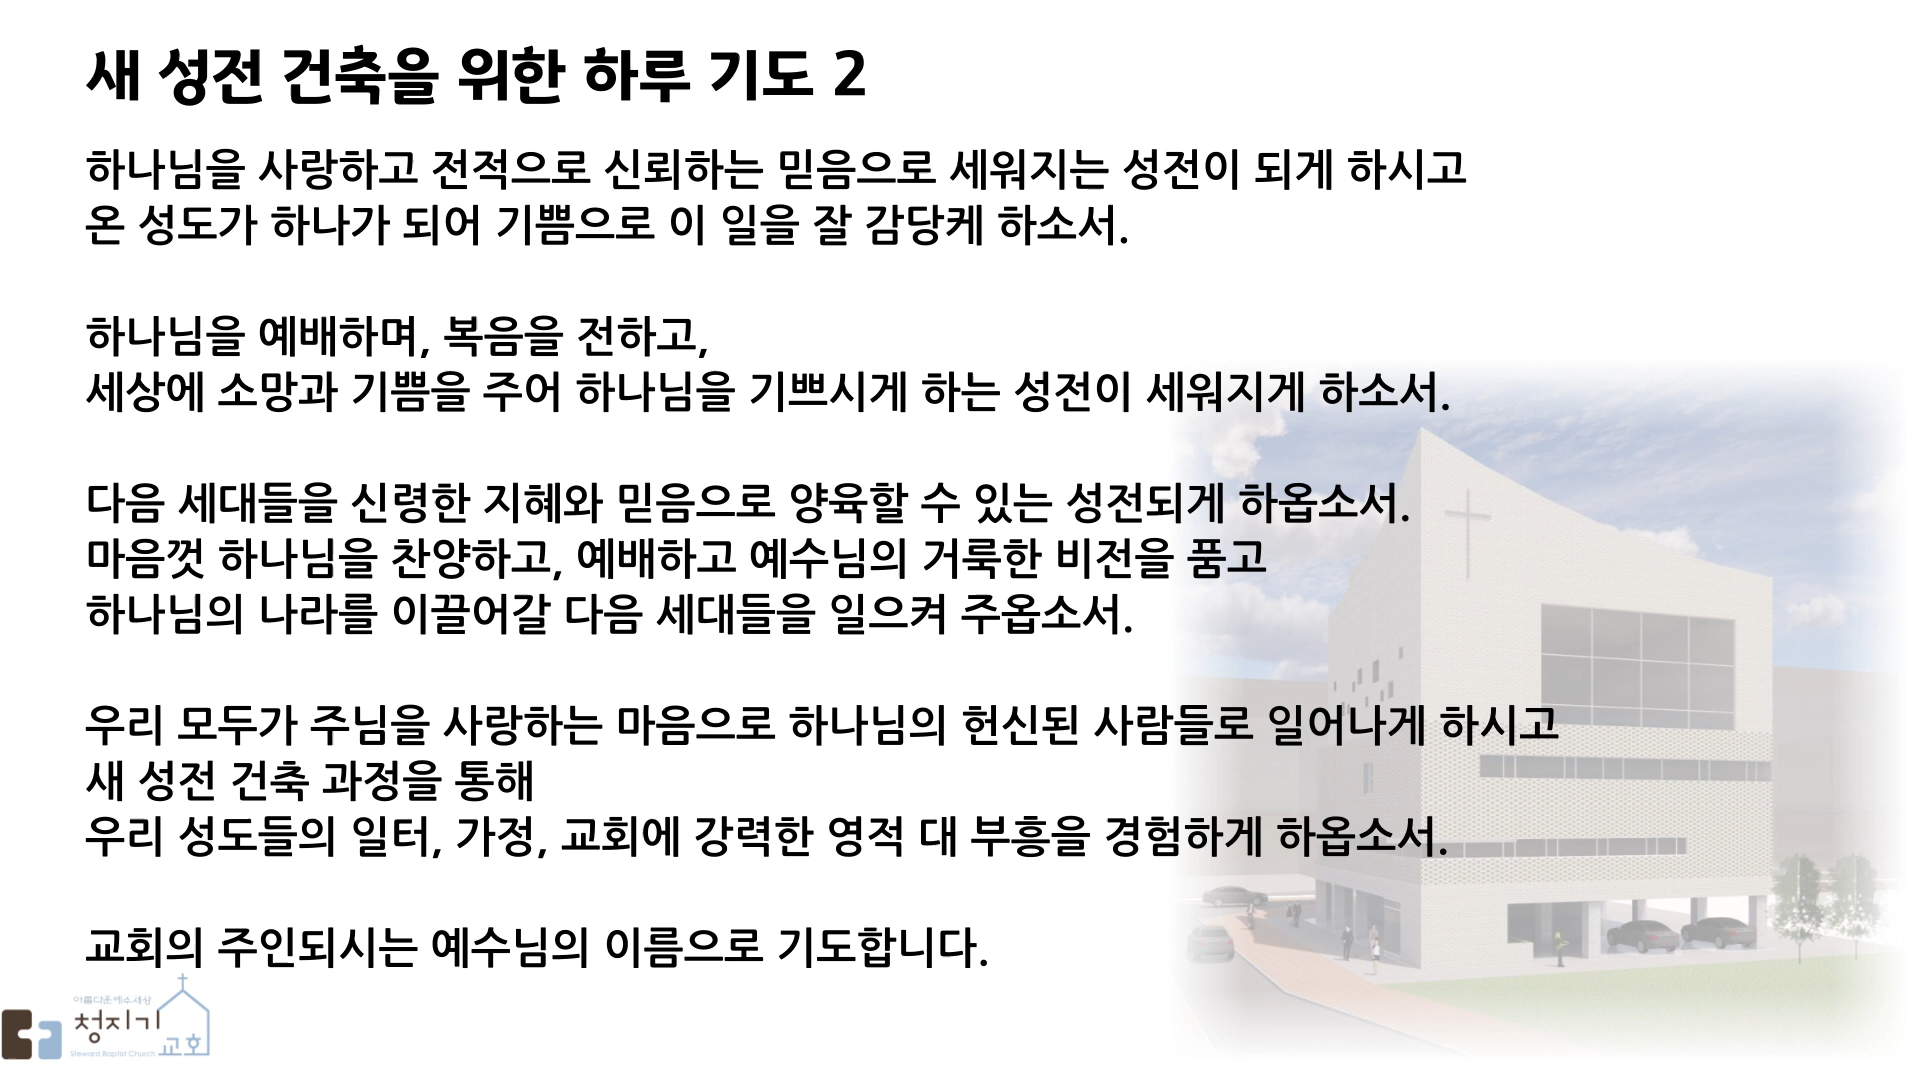 새 성전 건축을 위한 하루 기도 2
하나님을 사랑하고 전적으로 신뢰하는 믿음으로 세워지는 성전이 되게 하시고
온 성도가 하나가 되어 기쁨으로 이 일을 잘 감당케 하소서.
하나님을 예배하며, 복음을 전하고,
세상에 소망과 기쁨을 주어 하나님을 기쁘시게 하는 성전이 세워지게 하소서.
다음 세대들을 신령한 지혜와 믿음으로 양육할 수 있는 성전되게 하옵소서.
마음껏 하나님을 찬양하고, 예배하고 예수님의 거룩한 비전을 품고
하나님의 나라를 이끌어갈 다음 세대들을 일으켜 주옵소서.
우리 모두가 주님을 사랑하는 마음으로 하나님의 헌신된 사람들로 일어나게 하시고
새 성전 건축 과정을 통해
우리 성도들의 일터, 가정, 교회에 강력한 영적 대 부흥을 경험하게 하옵소서.
교회의 주인되시는 예수님의 이름으로 기도합니다.
아름다운예수세상
청지기
교회
Steward Baptist Church